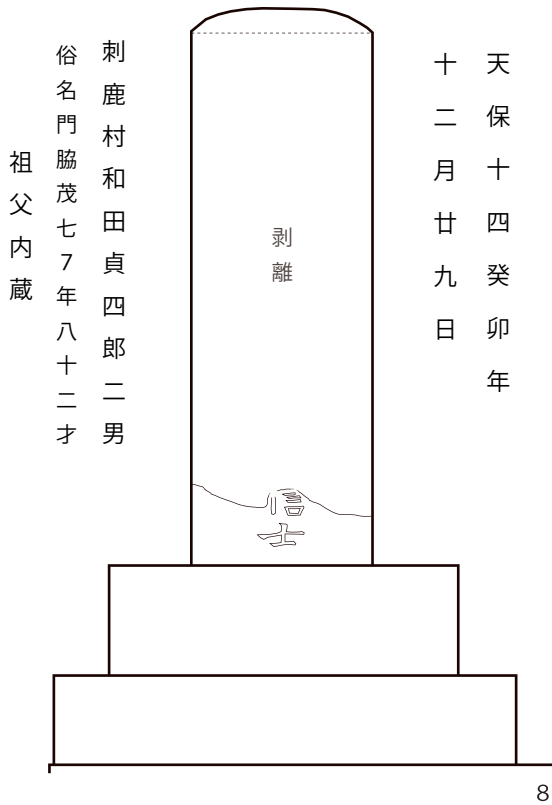 天保十四癸卯年
十二月廿九日
剥離
信士
刺鹿村和田貞四郎二男
俗名門脇茂七7年八十二才
祖父内蔵
8